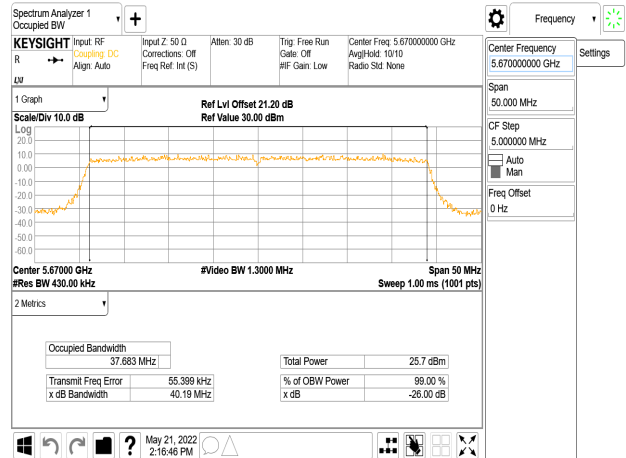 Spectrum Analyzer 1
Occupied BW
Frequency
KEYSIGHT
R
LXI
Input: RF
Coupling: DC
Align: Auto
Input Z: 50 Ω
Corrections: Off
Freq Ref: Int (S)
Atten: 30 dB
Trig: Free Run
Gate: Off
#IF Gain: Low
Center Freq: 5.670000000 GHz
Avg|Hold: 10/10
Radio Std: None
Center Frequency
5.670000000 GHz
Settings
Span
50.000 MHz
CF Step
5.000000 MHz
Auto
Man
Freq Offset
0 Hz
1 Graph
Scale/Div 10.0 dB
Ref Lvl Offset 21.20 dB
Ref Value 30.00 dBm
Log
20.0
10.0
0.00
-10.0
-20.0
-30.0
-40.0
-50.0
-60.0
Center 5.67000 GHz
#Video BW 1.3000 MHz
Span 50 MHz
#Res BW 430.00 kHz
Sweep 1.00 ms (1001 pts)
2 Metrics
Occupied Bandwidth
37.683 MHz
Total Power 25.7 dBm
Transmit Freq Error 55.399 kHz
% of OBW Power 99.00 %
x dB Bandwidth 40.19 MHz
x dB -26.00 dB
?
May 21, 2022
2:16:46 PM